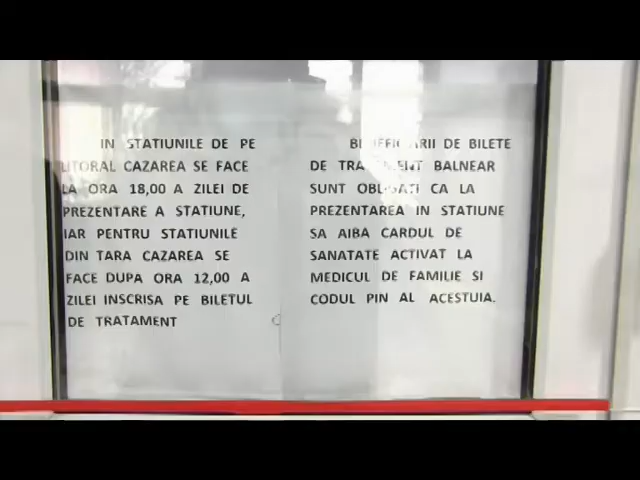 IN STATIUNILE DE PE
LITORAL CAZAREA SE FACE
LA ORA 18,00 A ZILEI DE
PREZENTARE A STATIUNE,
IAR PENTRU STATIUNILE
DIN TARA CAZAREA SE
FACE DUPA ORA 12,00 A
ZILEI INSCRISA PE BILETUL
DE TRATAMENT
BENEFICIARII DE BILETE
DE TRATAMENT BALNEAR
SUNT OBLIGATI CA LA
PREZENTAREA IN STATIUNE
SA AIBA CARDUL DE
SANATATE ACTIVAT LA
MEDICUL DE FAMILIE SI
CODUL PIN AL ACESTUIA.